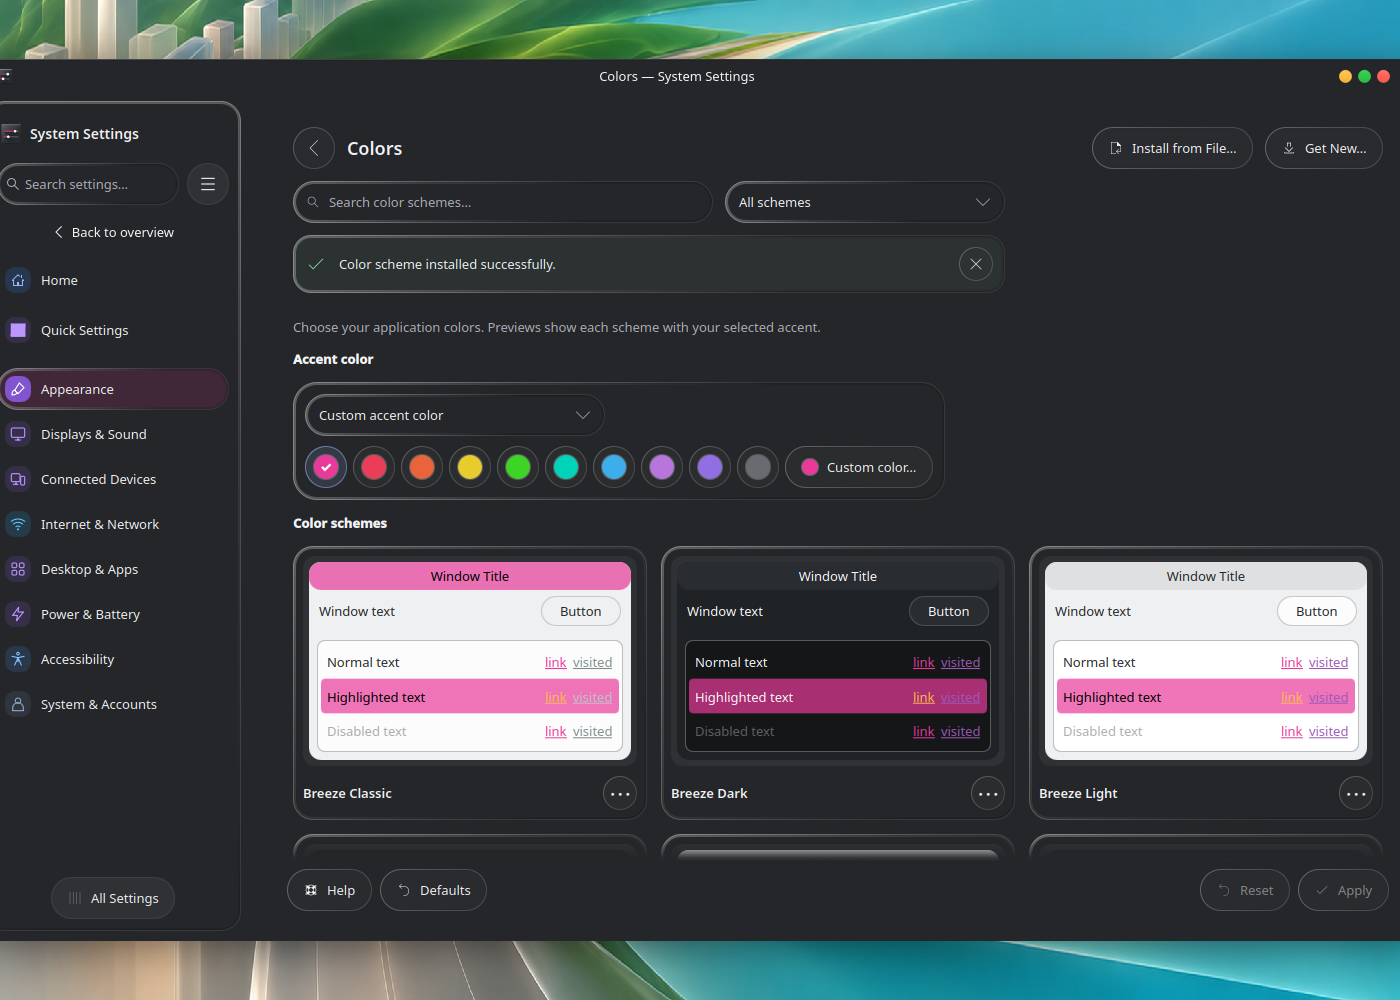 Colors — System Settings
System Settings
Search settings...
Back to overview
Home
Quick Settings
Appearance
Displays & Sound
Connected Devices
Internet & Network
Desktop & Apps
Power & Battery
Accessibility
System & Accounts
All Settings
Colors
Install from File...
Get New...
Search color schemes...
All schemes
Color scheme installed successfully.
Choose your application colors. Previews show each scheme with your selected accent.
Accent color
Custom accent color
Custom color...
Color schemes
Window Title
Window text
Button
Normal text link visited
Highlighted text link visited
Disabled text link visited
Breeze Classic
Window Title
Window text
Button
Normal text link visited
Highlighted text link visited
Disabled text link visited
Breeze Dark
Window Title
Window text
Button
Normal text link visited
Highlighted text link visited
Disabled text link visited
Breeze Light
Help
Defaults
Reset
Apply